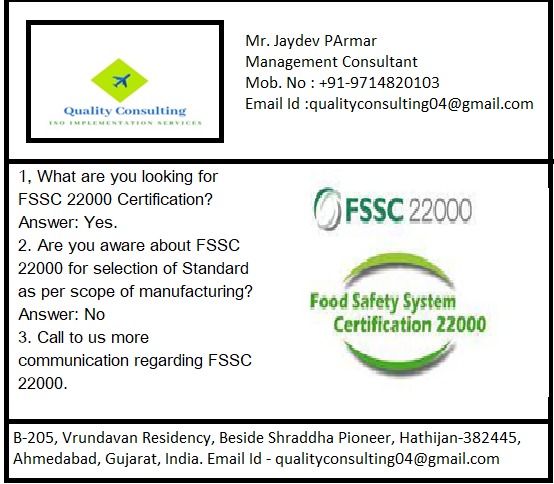 Quality Consulting
ISO IMPLEMENTATION SERVICES
Mr. Jaydev PArmar
Management Consultant
Mob. No : +91-9714820103
Email Id :qualityconsulting04@gmail.com
1, What are you looking for
FSSC 22000 Certification?
Answer: Yes.
2. Are you aware about FSSC
22000 for selection of Standard
as per scope of manufacturing?
Answer: No
3. Call to us more
communication regarding FSSC
22000.
FSSC 22000
Food Safety System
Certification 22000
B-205, Vrundavan Residency, Beside Shraddha Pioneer, Hathijan-382445,
Ahmedabad, Gujarat, India. Email Id - qualityconsulting04@gmail.com